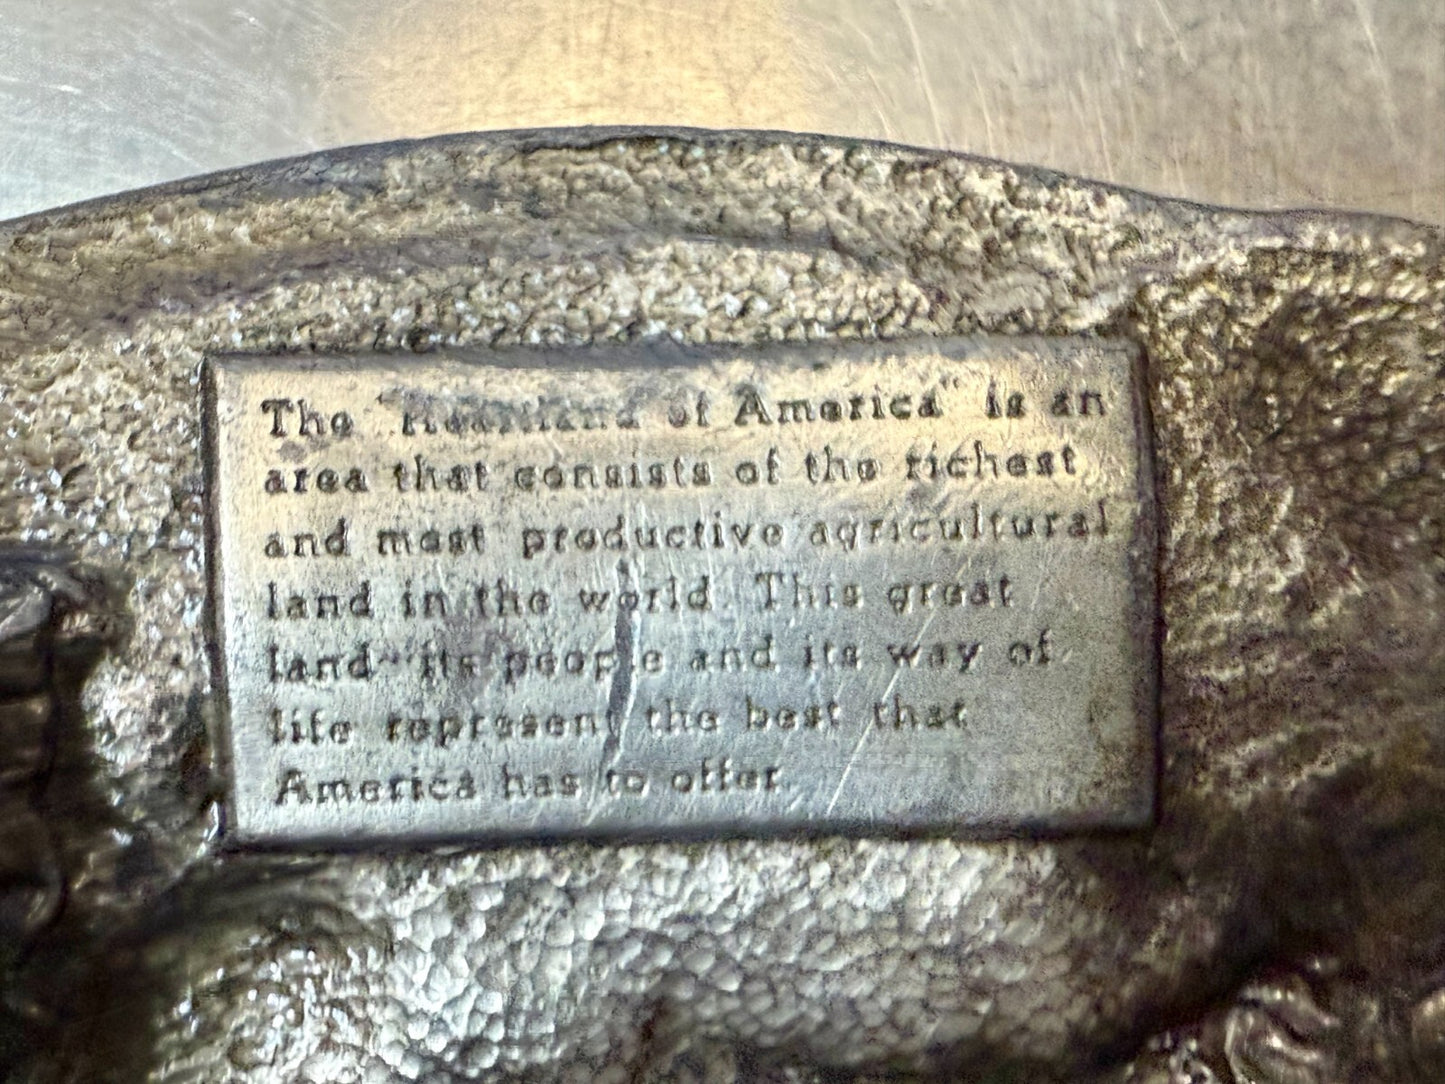 The "Heartland of America" is an
area that consists of the richest
and most productive agricultural
land in the world. This great
land its people and its way of
life represent the best that
America has to offer.